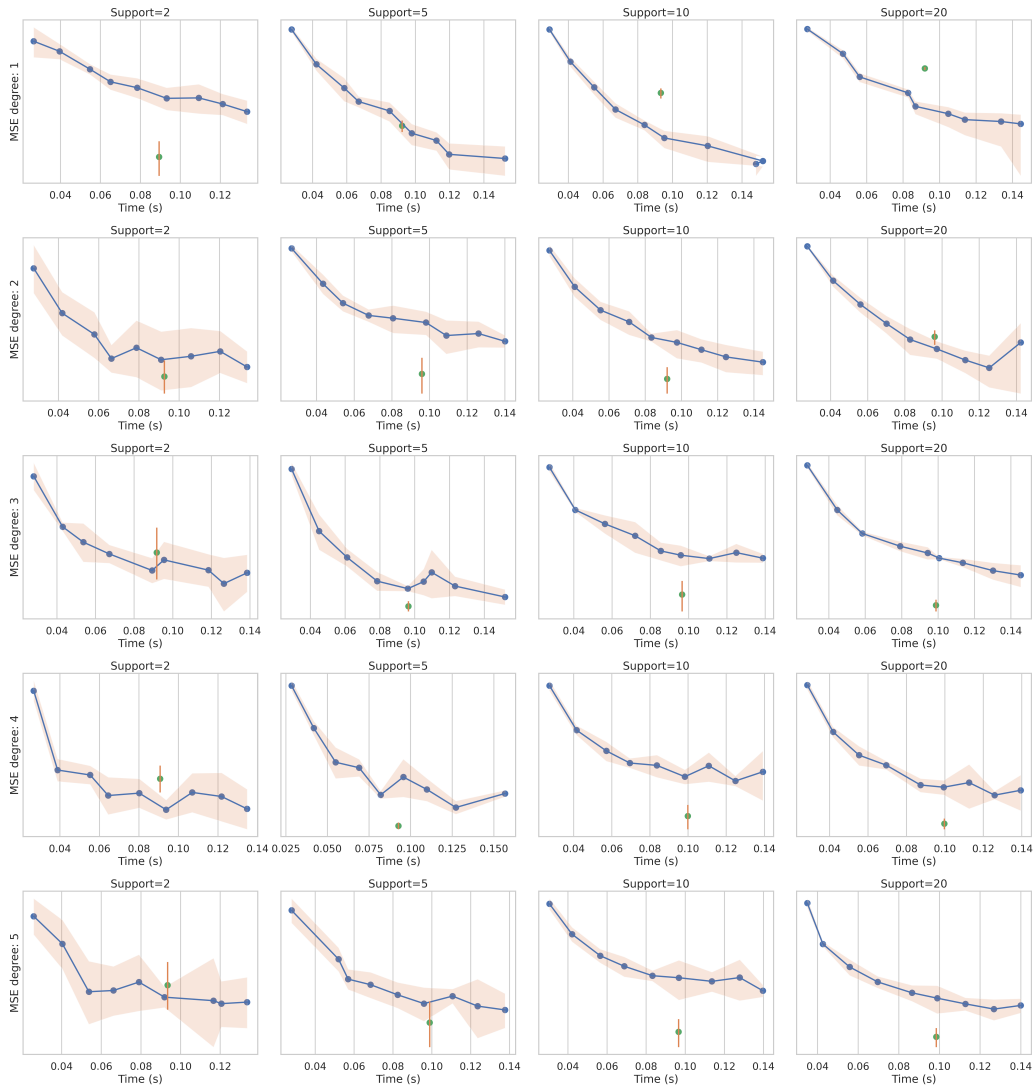 Support=2 Support=5 Support=10 Support=20
MSE degree: 1
0.04 0.06 0.08 0.10 0.12 0.04 0.06 0.08 0.10 0.12 0.14 0.04 0.06 0.08 0.10 0.12 0.14 0.04 0.06 0.08 0.10 0.12 0.14
Time (s) Time (s) Time (s) Time (s)
Support=2 Support=5 Support=10 Support=20
MSE degree: 2
0.04 0.06 0.08 0.10 0.12 0.04 0.06 0.08 0.10 0.12 0.14 0.04 0.06 0.08 0.10 0.12 0.14 0.04 0.06 0.08 0.10 0.12 0.14
Time (s) Time (s) Time (s) Time (s)
Support=2 Support=5 Support=10 Support=20
MSE degree: 3
0.04 0.06 0.08 0.10 0.12 0.14 0.04 0.06 0.08 0.10 0.12 0.14 0.04 0.06 0.08 0.10 0.12 0.14 0.04 0.06 0.08 0.10 0.12 0.14
Time (s) Time (s) Time (s) Time (s)
Support=2 Support=5 Support=10 Support=20
MSE degree: 4
0.04 0.06 0.08 0.10 0.12 0.14 0.025 0.050 0.075 0.100 0.125 0.150 0.04 0.06 0.08 0.10 0.12 0.14 0.04 0.06 0.08 0.10 0.12 0.14
Time (s) Time (s) Time (s) Time (s)
Support=2 Support=5 Support=10 Support=20
MSE degree: 5
0.04 0.06 0.08 0.10 0.12 0.04 0.06 0.08 0.10 0.12 0.14 0.04 0.06 0.08 0.10 0.12 0.14 0.04 0.06 0.08 0.10 0.12 0.14
Time (s) Time (s) Time (s) Time (s)